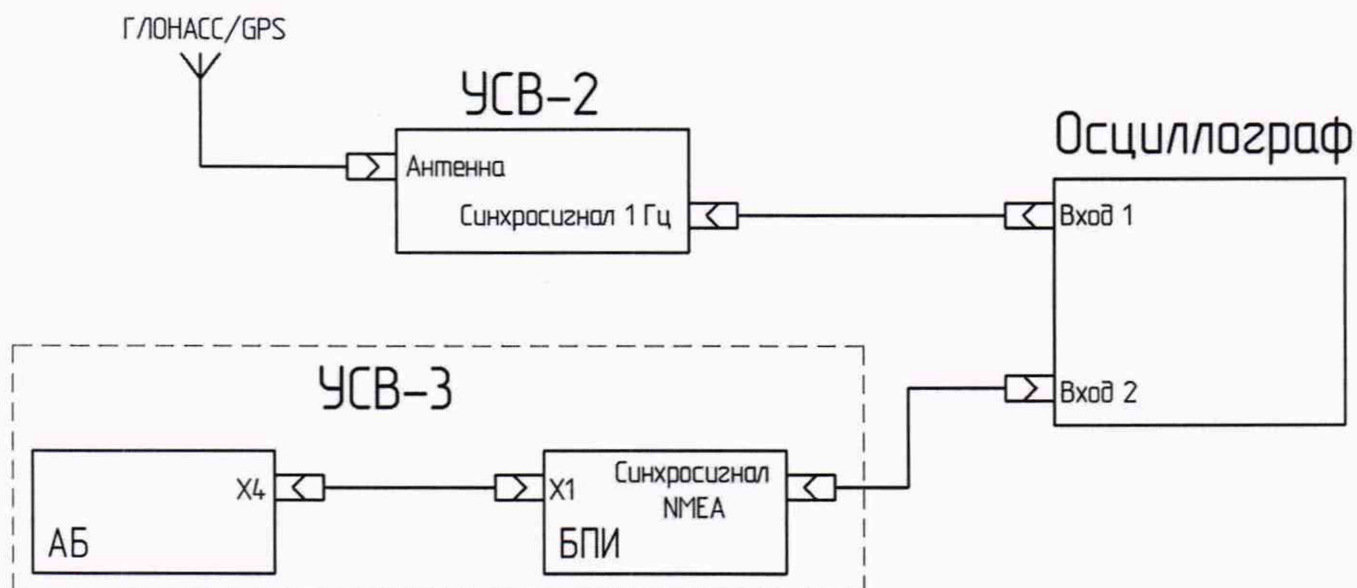 ГЛОНАСС/GPS
УСВ-2
Осциллограф
Антенна
Синхросигнал 1 Гц
Вход 1
УСВ-3
Вход 2
X4
X1
Синхросигнал
NMEA
АБ
БПИ